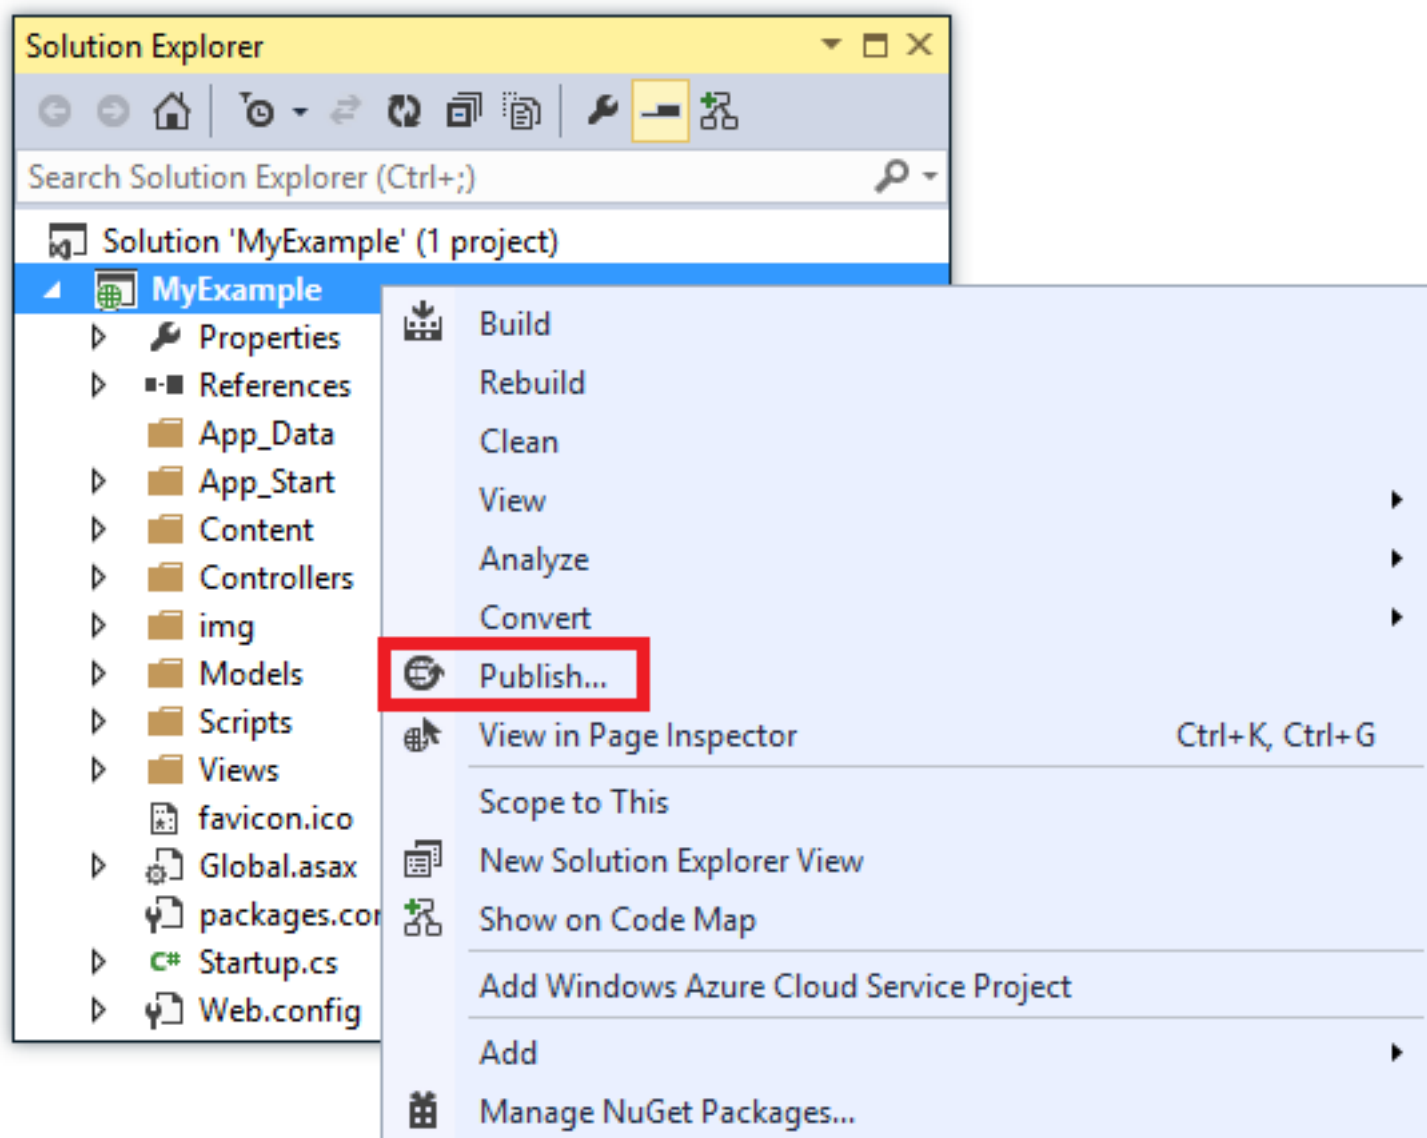 Solution Explorer
Search Solution Explorer (Ctrl+;)
Solution 'MyExample' (1 project)
MyExample
Properties
References
App_Data
App_Start
Content
Controllers
img
Models
Scripts
Views
favicon.ico
Global.asax
packages.con
C# Startup.cs
Web.config
Build
Rebuild
Clean
View
Analyze
Convert
Publish...
View in Page Inspector Ctrl+K, Ctrl+G
Scope to This
New Solution Explorer View
Show on Code Map
Add Windows Azure Cloud Service Project
Add
Manage NuGet Packages...